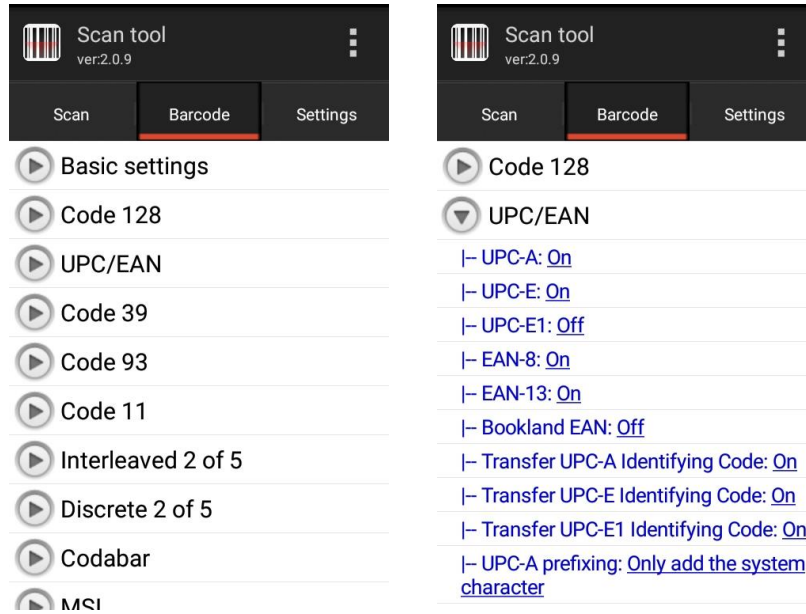 Scan tool
ver:2.0.9
Scan Barcode Settings
Basic settings
Code 128
UPC/EAN
Code 39
Code 93
Code 11
Interleaved 2 of 5
Discrete 2 of 5
Codabar
MSI
Scan tool
ver:2.0.9
Scan Barcode Settings
Code 128
UPC/EAN
|-- UPC-A: On
|-- UPC-E: On
|-- UPC-E1: Off
|-- EAN-8: On
|-- EAN-13: On
|-- Bookland EAN: Off
|-- Transfer UPC-A Identifying Code: On
|-- Transfer UPC-E Identifying Code: On
|-- Transfer UPC-E1 Identifying Code: On
|-- UPC-A prefixing: Only add the system
character